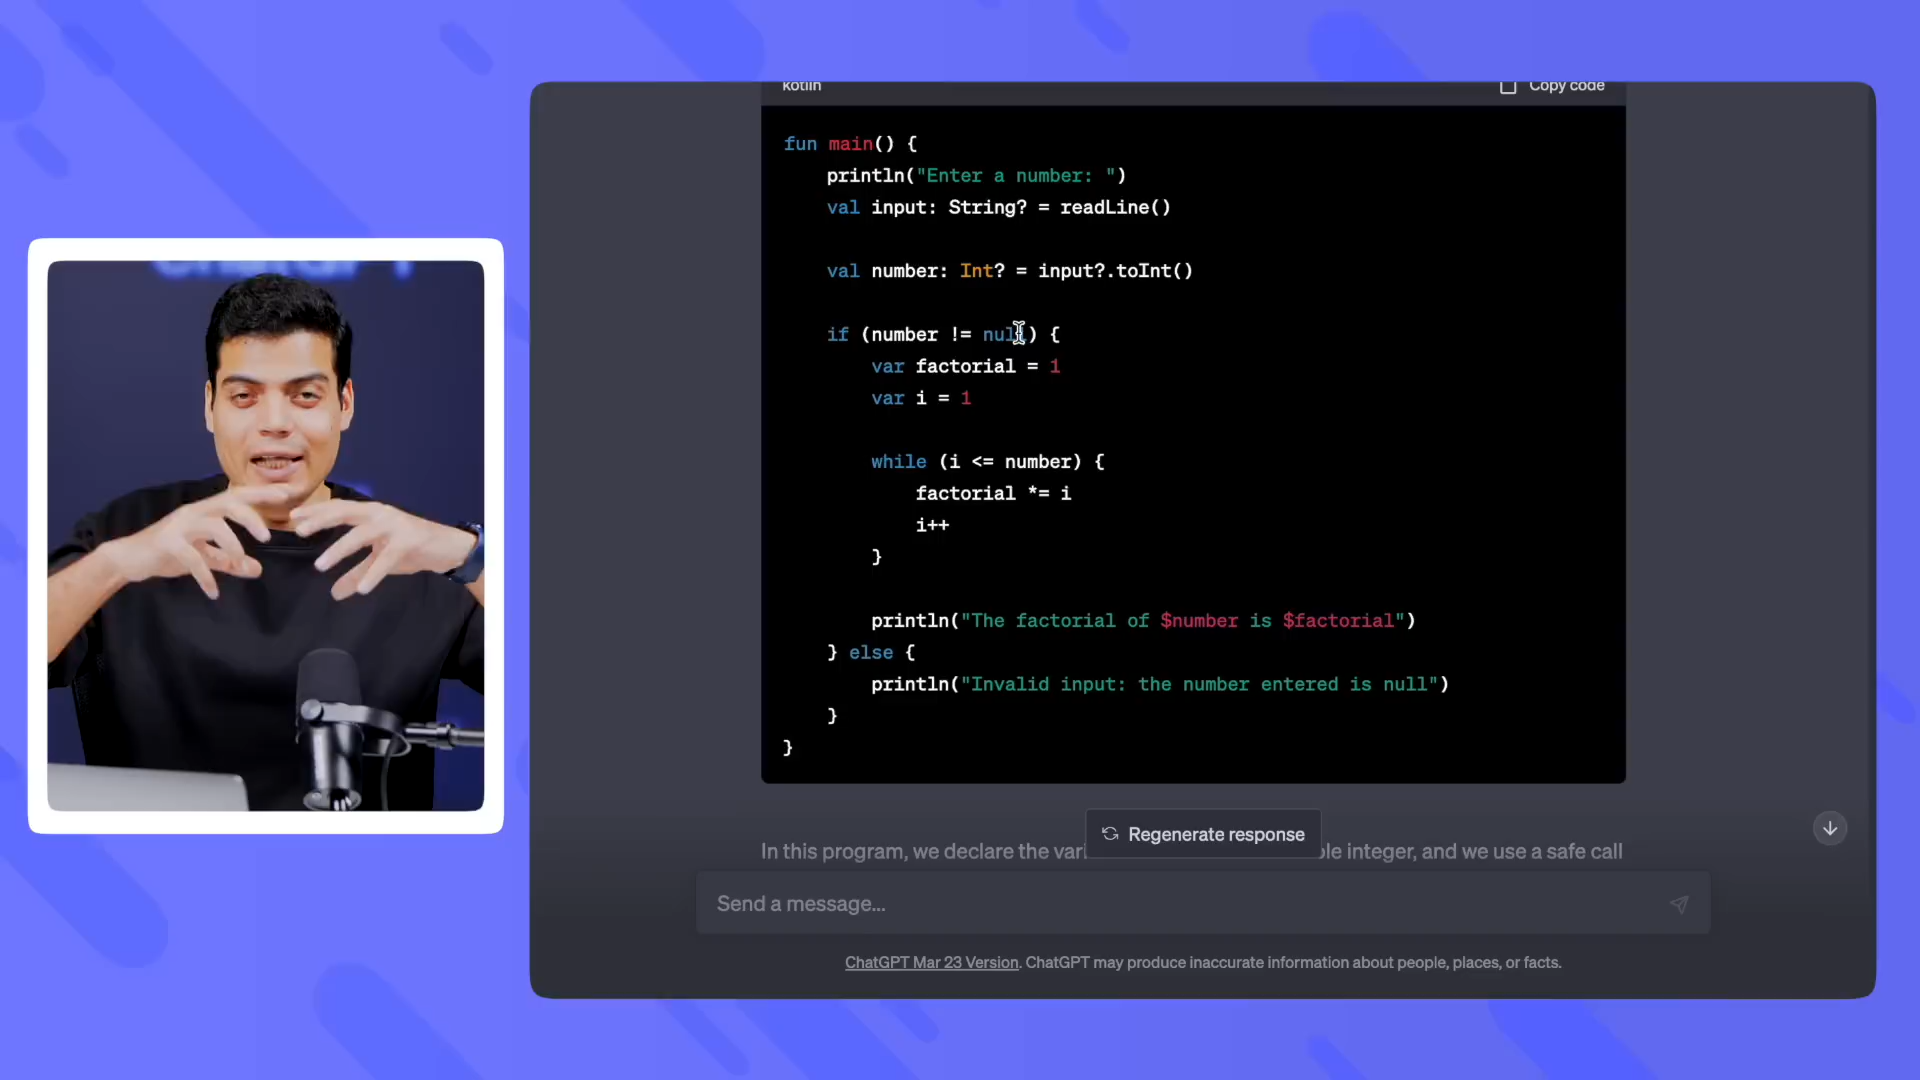 kotlin
Copy code
fun main() {
println("Enter a number: ")
val input: String? = readLine()
val number: Int? = input?.toInt()
if (number != null) {
var factorial = 1
var i = 1
while (i <= number) {
factorial *= i
i++
}
println("The factorial of $number is $factorial")
} else {
println("Invalid input: the number entered is null")
}
}
In this program, we declare the integer, and we use a safe call
Regenerate response
Send a message...
ChatGPT Mar 23 Version. ChatGPT may produce inaccurate information about people, places, or facts.